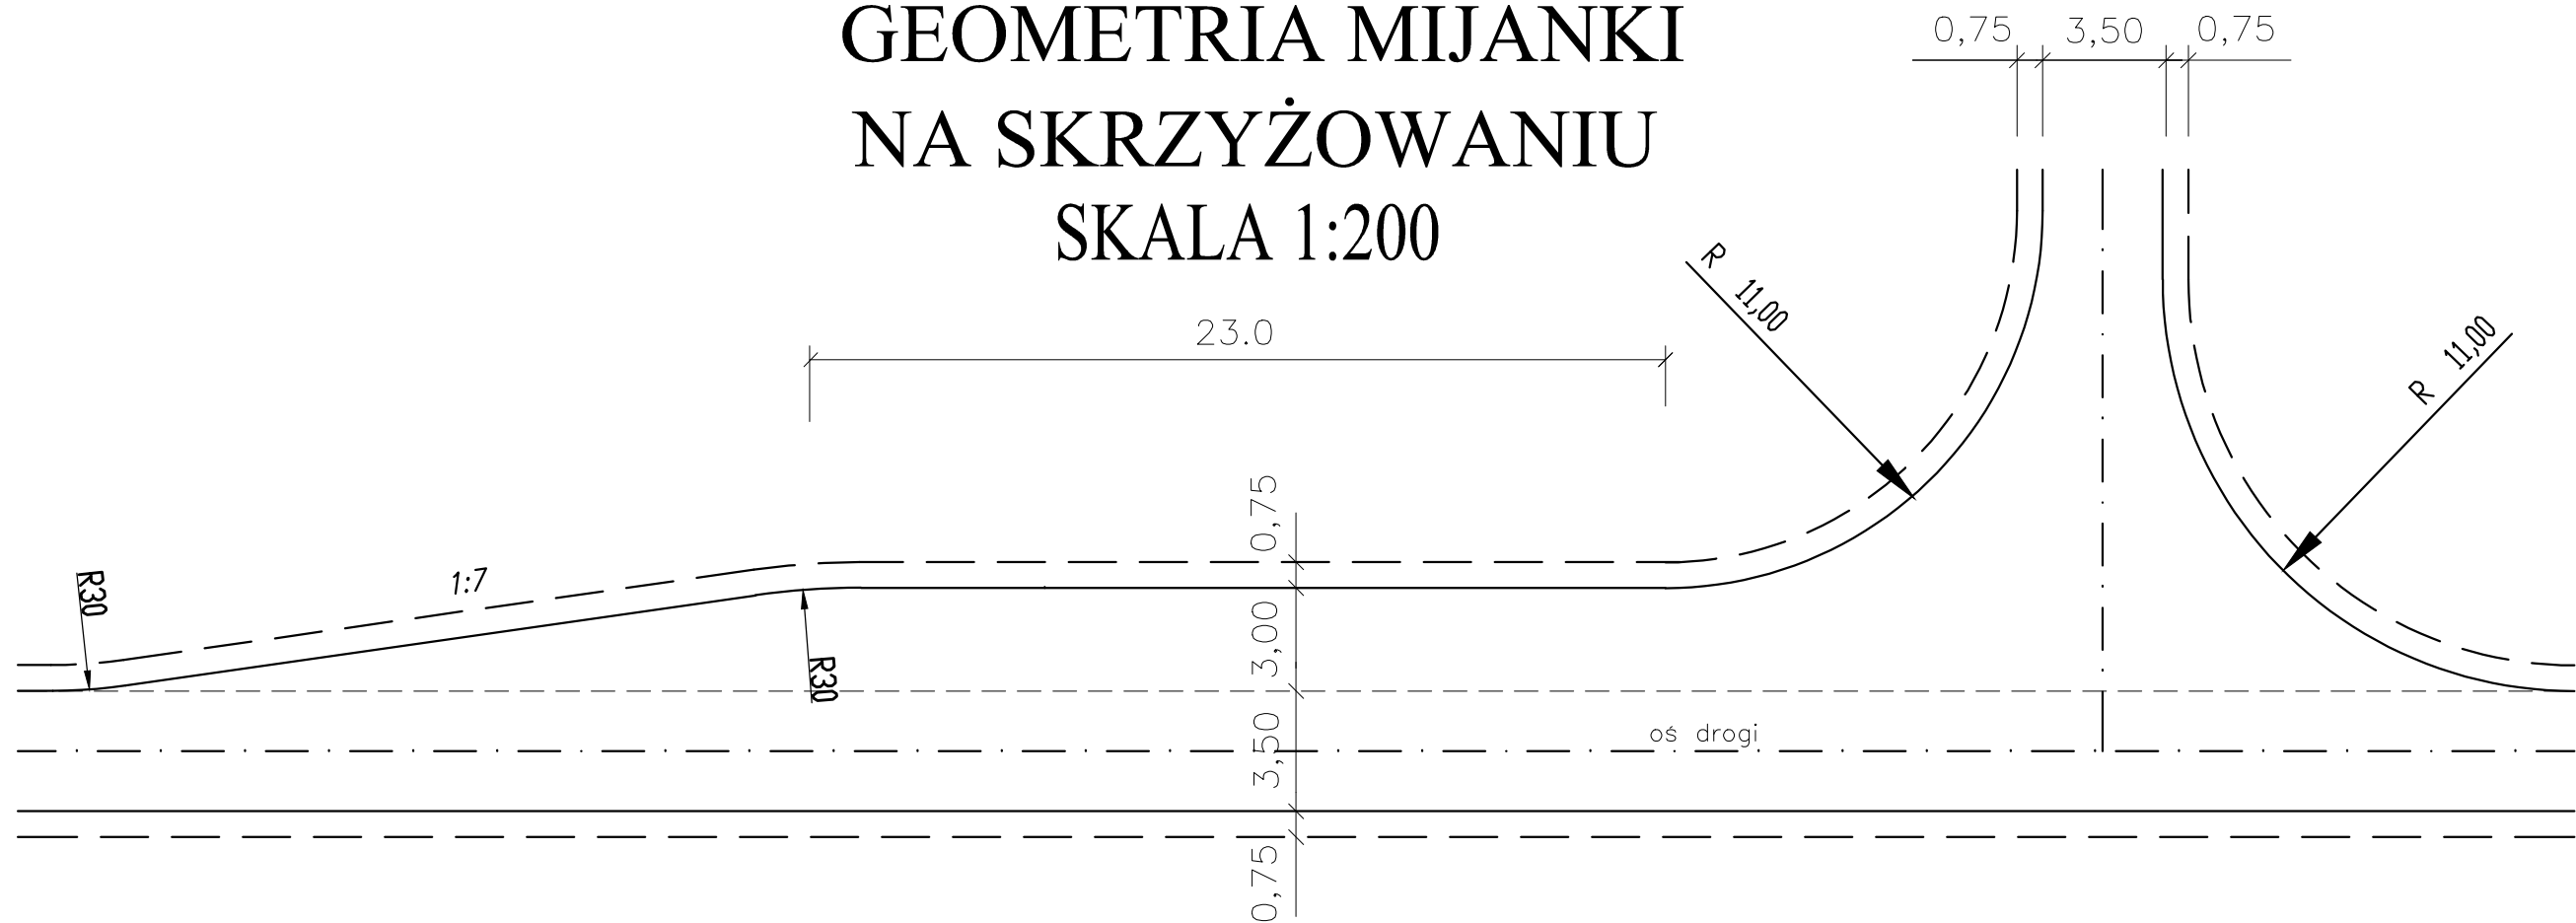 GEOMETRIA MIJANKI
NA SKRZYŻOWANIU
SKALA 1:200
0,75 3,50 0,75
R 11,00
R 11,00
23.0
0,75
R30
1:7
3,00
R30
3,50
oś drogi
0,75